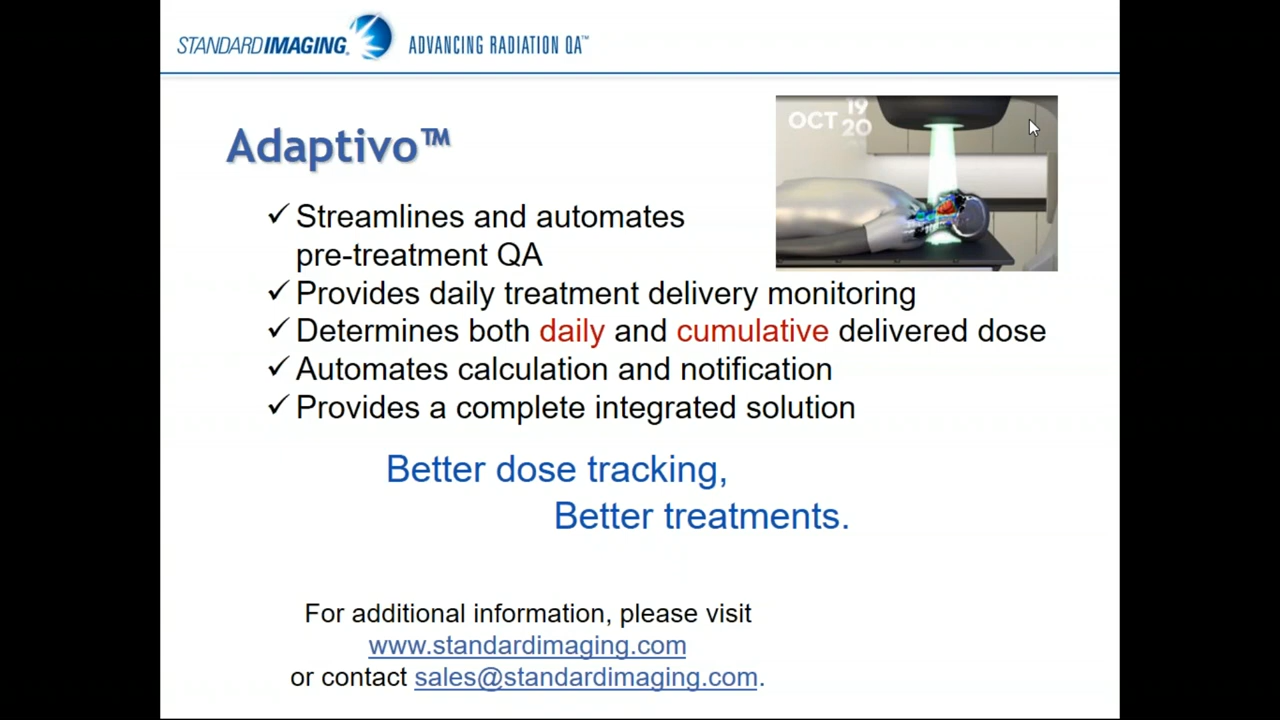 STANDARD IMAGING® ADVANCING RADIATION QA™
OCT 19
20
Adaptivo™
✓ Streamlines and automates
pre-treatment QA
✓ Provides daily treatment delivery monitoring
✓ Determines both daily and cumulative delivered dose
✓ Automates calculation and notification
✓ Provides a complete integrated solution
Better dose tracking,
Better treatments.
For additional information, please visit
www.standardimaging.com
or contact sales@standardimaging.com.